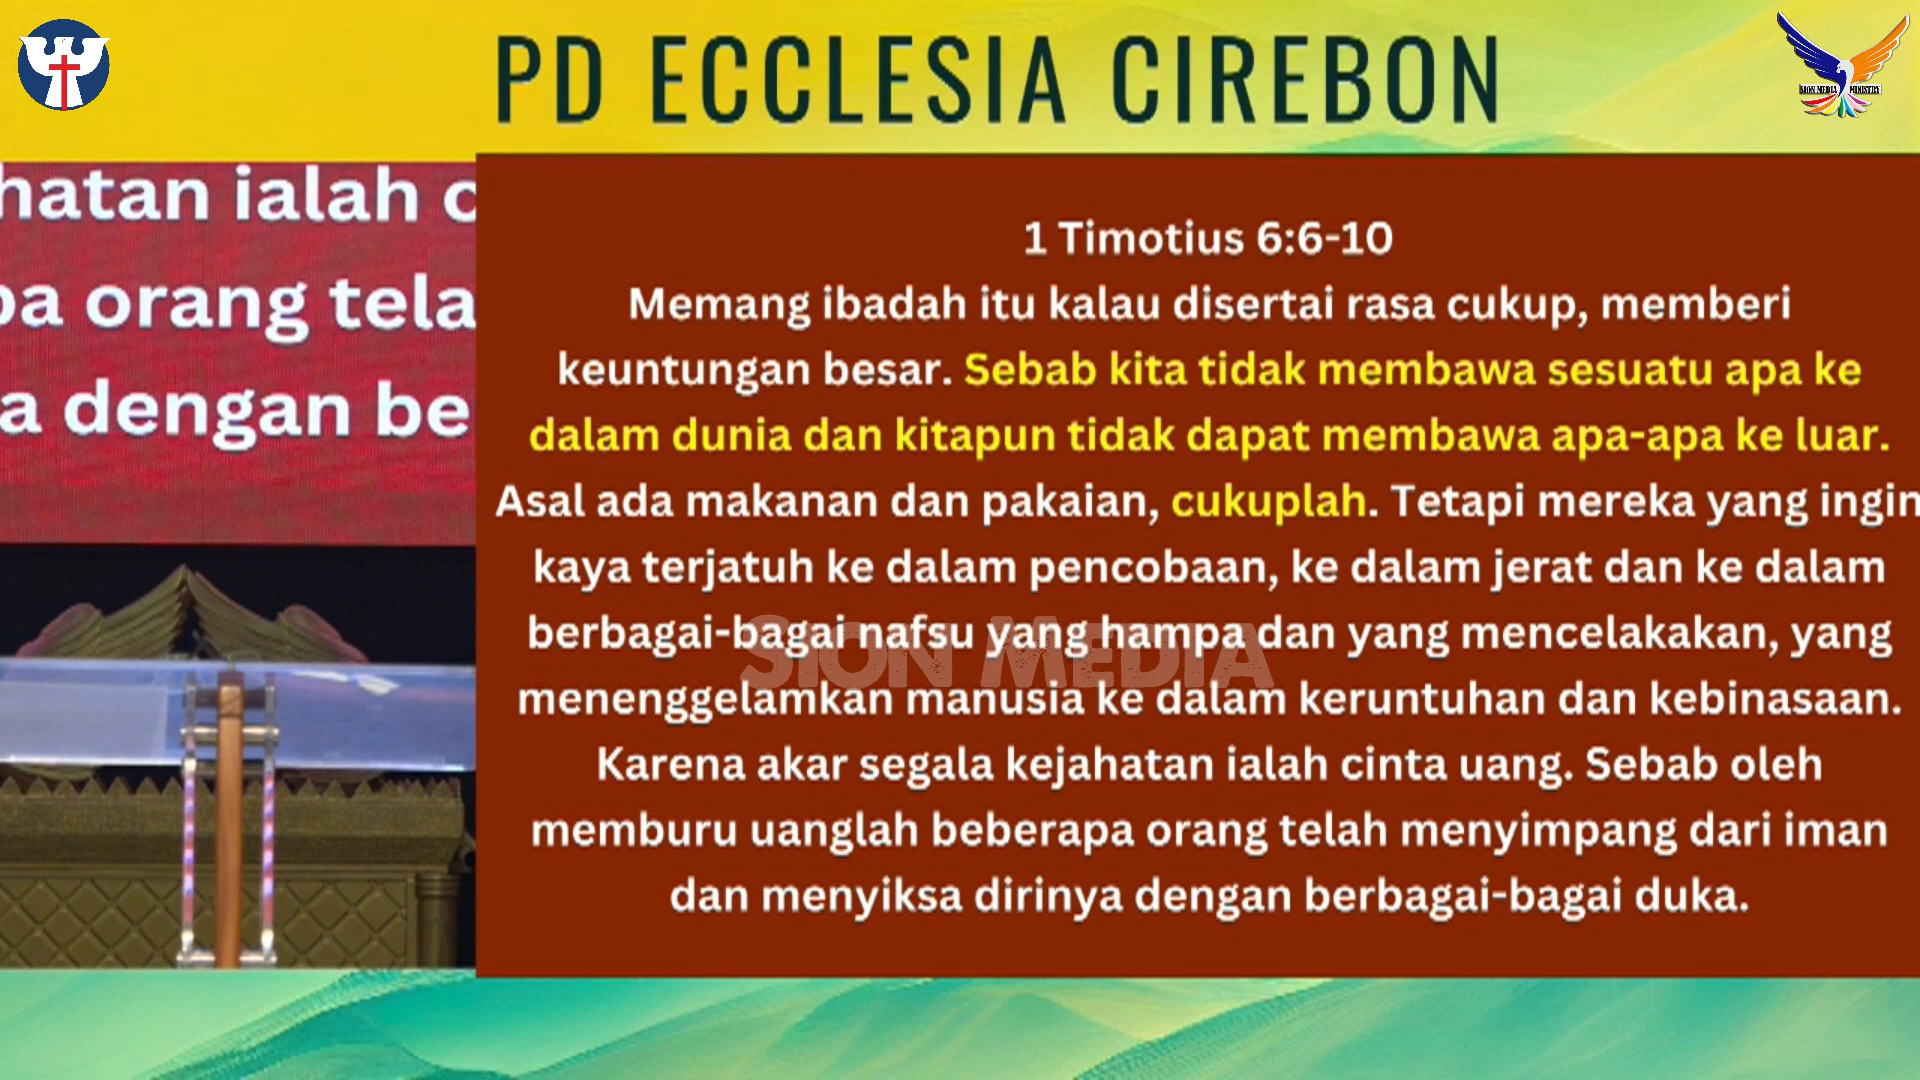 PD ECCLESIA CIREBON
SION MEDIA MINISTRY
hatan ialah
pa orang tela
a dengan be
1 Timotius 6:6-10
Memang ibadah itu kalau disertai rasa cukup, memberi
keuntungan besar. Sebab kita tidak membawa sesuatu apa ke
dalam dunia dan kitapun tidak dapat membawa apa-apa ke luar.
Asal ada makanan dan pakaian, cukuplah. Tetapi mereka yang ingin
kaya terjatuh ke dalam pencobaan, ke dalam jerat dan ke dalam
berbagai-bagai nafsu yang hampa dan yang mencelakakan, yang
menenggelamkan manusia ke dalam keruntuhan dan kebinasaan.
Karena akar segala kejahatan ialah cinta uang. Sebab oleh
memburu uanglah beberapa orang telah menyimpang dari iman
dan menyiksa dirinya dengan berbagai-bagai duka.
SION MEDIA